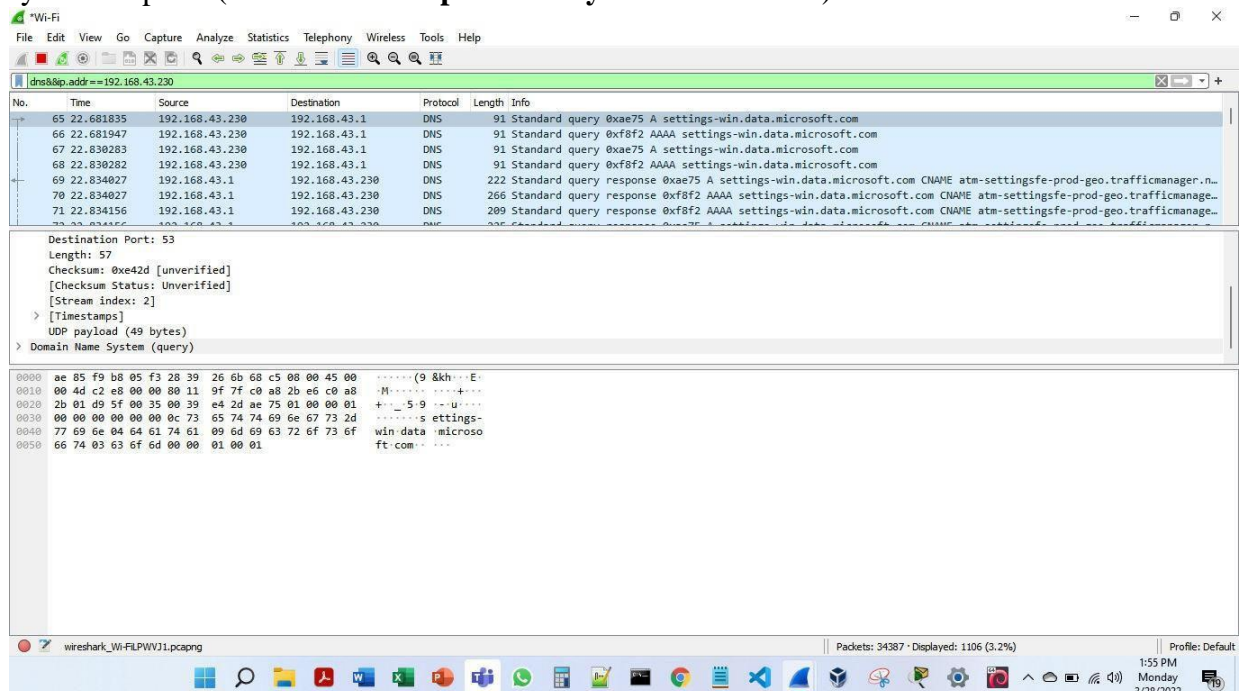 *Wi-Fi
File Edit View Go Capture Analyze Statistics Telephony Wireless Tools Help
dns&&ip.addr==192.168.43.230
No. Time Source Destination Protocol Length Info
65 22.681835 192.168.43.230 192.168.43.1 DNS 91 Standard query 0xae75 A settings-win.data.microsoft.com
66 22.681947 192.168.43.230 192.168.43.1 DNS 91 Standard query 0xf8f2 AAAA settings-win.data.microsoft.com
67 22.830283 192.168.43.230 192.168.43.1 DNS 91 Standard query 0xae75 A settings-win.data.microsoft.com
68 22.830282 192.168.43.230 192.168.43.1 DNS 91 Standard query 0xf8f2 AAAA settings-win.data.microsoft.com
69 22.834027 192.168.43.1 192.168.43.230 DNS 222 Standard query response 0xae75 A settings-win.data.microsoft.com CNAME atm-settingsfe-prod-geo.trafficmanager.n…
70 22.834027 192.168.43.1 192.168.43.230 DNS 266 Standard query response 0xf8f2 AAAA settings-win.data.microsoft.com CNAME atm-settingsfe-prod-geo.trafficmanage…
71 22.834156 192.168.43.1 192.168.43.230 DNS 209 Standard query response 0xf8f2 AAAA settings-win.data.microsoft.com CNAME atm-settingsfe-prod-geo.trafficmanage…
Destination Port: 53
Length: 57
Checksum: 0xe42d [unverified]
[Checksum Status: Unverified]
[Stream index: 2]
> [Timestamps]
UDP payload (49 bytes)
> Domain Name System (query)
0000 ae 85 f9 b8 05 f3 28 39 26 6b 68 c5 08 00 45 00 ······(9 &kh···E·
0010 00 4d c2 e8 00 00 80 11 9f 7f c0 a8 2b e6 c0 a8 ·M······ ····+···
0020 2b 01 d9 5f 00 35 00 39 e4 2d ae 75 01 00 00 01 +··_·5·9 ·-·u····
0030 00 00 00 00 00 00 0c 73 65 74 74 69 6e 67 73 2d ·······s ettings-
0040 77 69 6e 04 64 61 74 61 09 6d 69 63 72 6f 73 6f win·data ·microso
0050 66 74 03 63 6f 6d 00 00 01 00 01 ft·com·· ···
wireshark_Wi-FiLPWVJ1.pcapng Packets: 34387 · Displayed: 1106 (3.2%) Profile: Default
1:55 PM
Monday
19